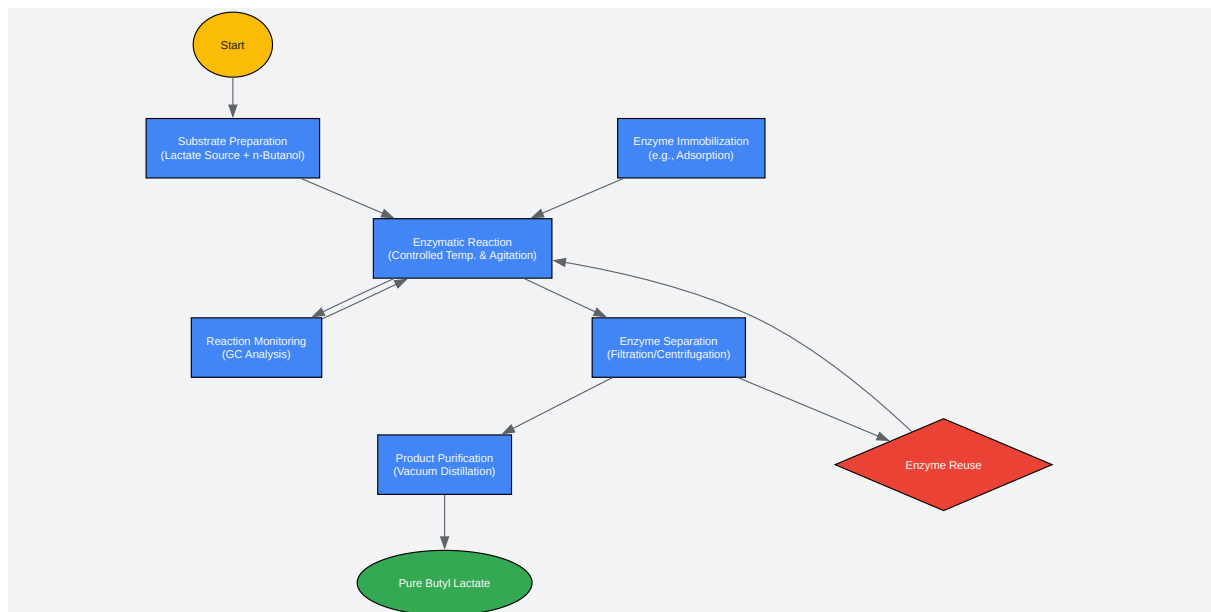 Start
Substrate Preparation
(Lactate Source + n-Butanol)
Enzyme Immobilization
(e.g., Adsorption)
Enzymatic Reaction
(Controlled Temp. & Agitation)
Reaction Monitoring
(GC Analysis)
Enzyme Separation
(Filtration/Centrifugation)
Product Purification
(Vacuum Distillation)
Enzyme Reuse
Pure Butyl Lactate